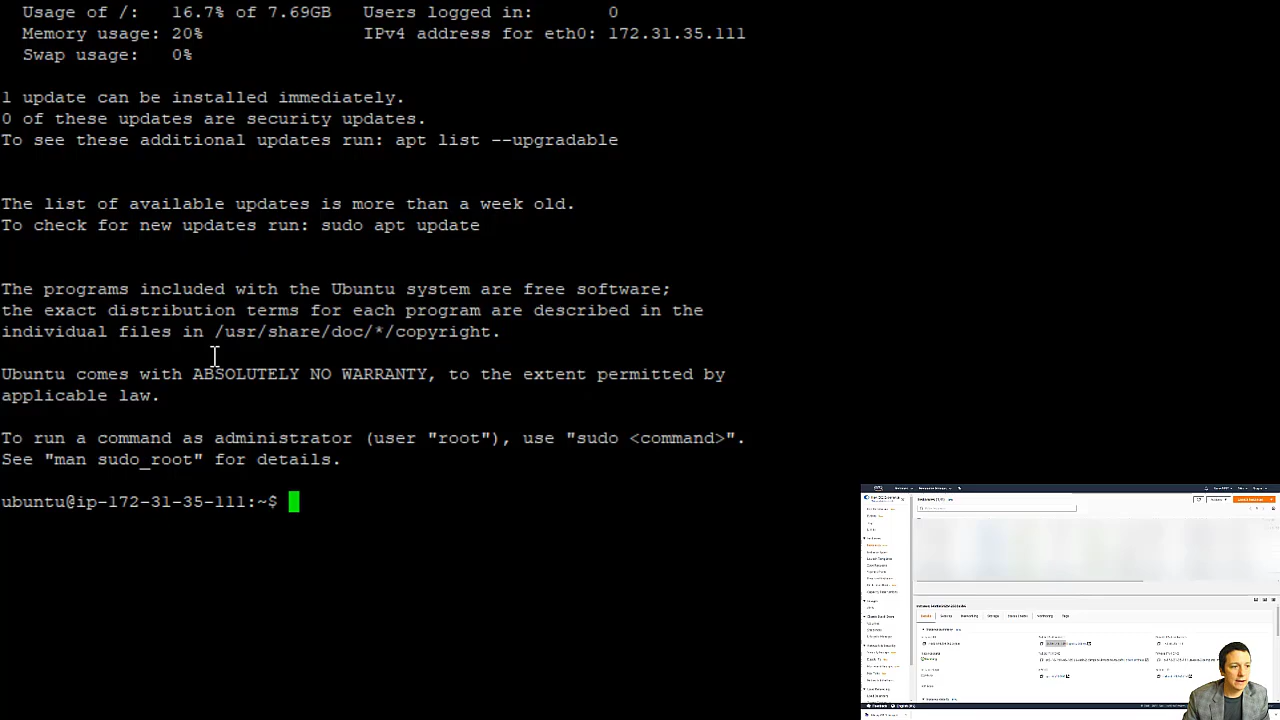 Usage of /: 16.7% of 7.69GB Users logged in: 0
Memory usage: 20% IPv4 address for eth0: 172.31.35.111
Swap usage: 0%
1 update can be installed immediately.
0 of these updates are security updates.
To see these additional updates run: apt list --upgradable
The list of available updates is more than a week old.
To check for new updates run: sudo apt update
The programs included with the Ubuntu system are free software;
the exact distribution terms for each program are described in the
individual files in /usr/share/doc/*/copyright.
Ubuntu comes with ABSOLUTELY NO WARRANTY, to the extent permitted by
applicable law.
To run a command as administrator (user "root"), use "sudo <command>".
See "man sudo_root" for details.
ubuntu@ip-172-31-35-111:~$